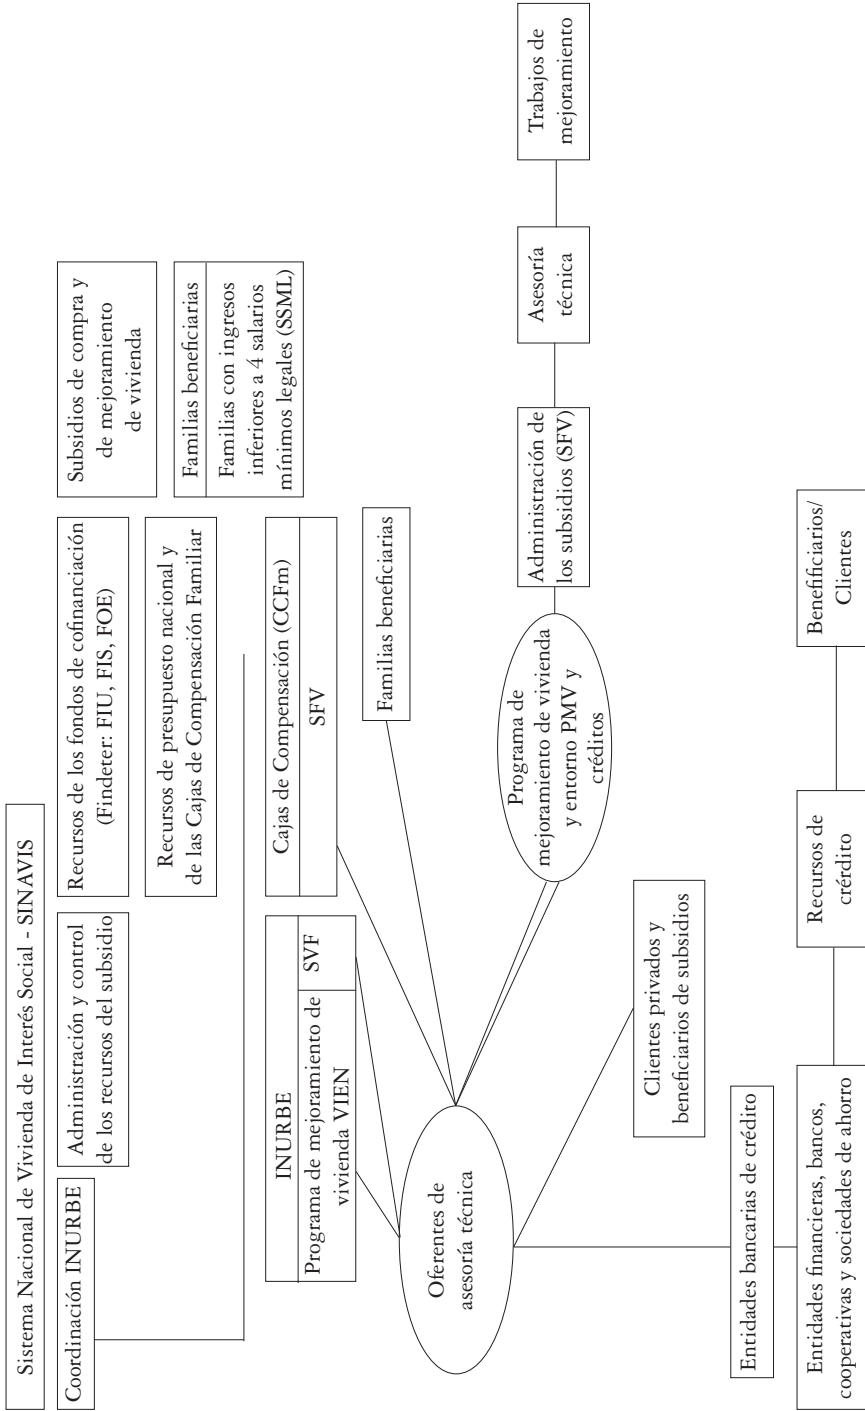 Sistema Nacional de Vivienda de Interés Social - SINAVIS
Coordinación INURBE
Administración y control
de los recursos del subsidio
Recursos de los fondos de cofinanciación
(Findeter: FIU, FIS, FOE)
Recursos de presupuesto nacional y
de las Cajas de Compensación Familiar
Subsidios de compra y
de mejoramiento
de vivienda
Familias beneficiarias
Familias con ingresos
inferiores a 4 salarios
mínimos legales (SSML)
INURBE
Programa de mejoramiento de
vivienda VIEN
SVF
Cajas de Compensación (CCFm)
SFV
Familias beneficiarias
Oferentes de
asesoría técnica
Programa de
mejoramiento de vivienda
y entorno PMV y
créditos
Administración de
los subsidios (SFV)
Asesoría
técnica
Trabajos de
mejoramiento
Clientes privados y
beneficiarios de subsidios
Entidades bancarias de crédito
Entidades financieras, bancos,
cooperativas y sociedades de ahorro
Recursos de
crérdito
Benefificiarios/
Clientes